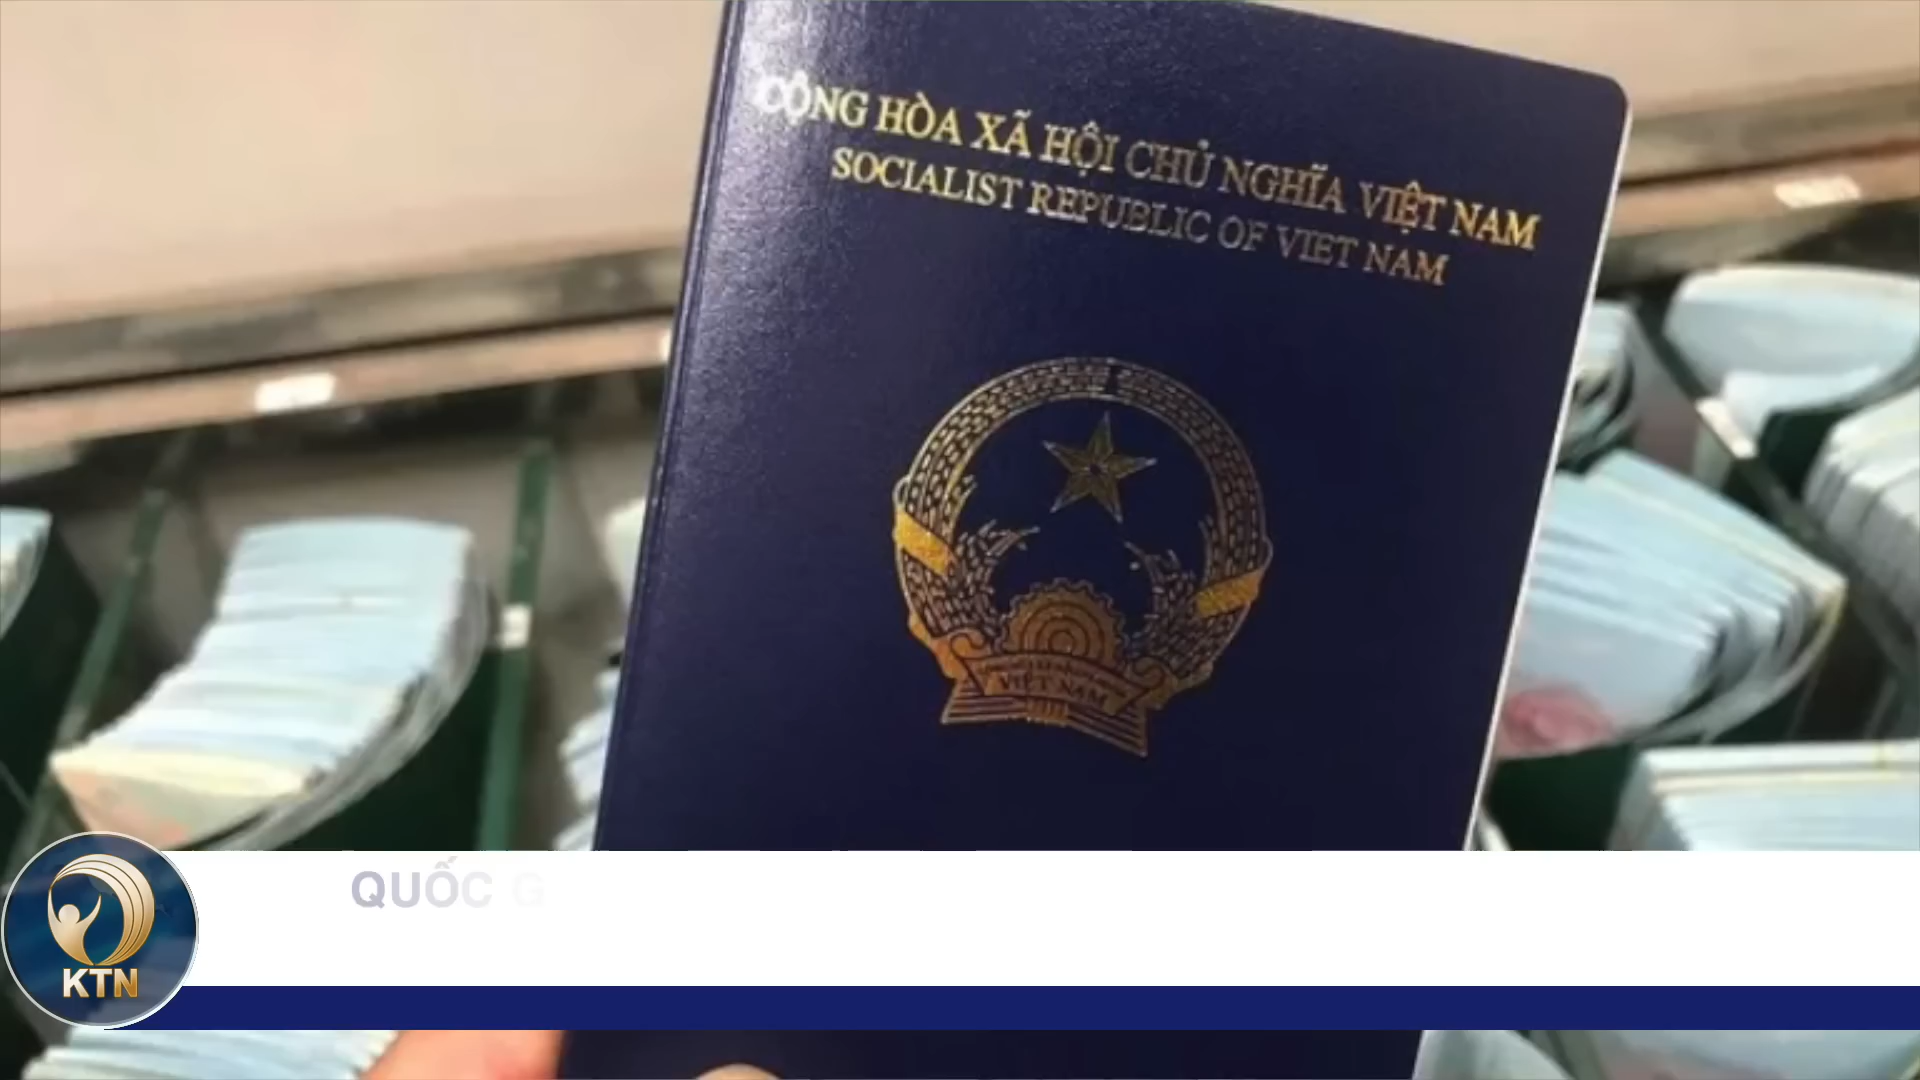 CỘNG HÒA XÃ HỘI CHỦ NGHĨA VIỆT NAM
SOCIALIST REPUBLIC OF VIET NAM
VIỆT NAM
QUỐC G
KTN